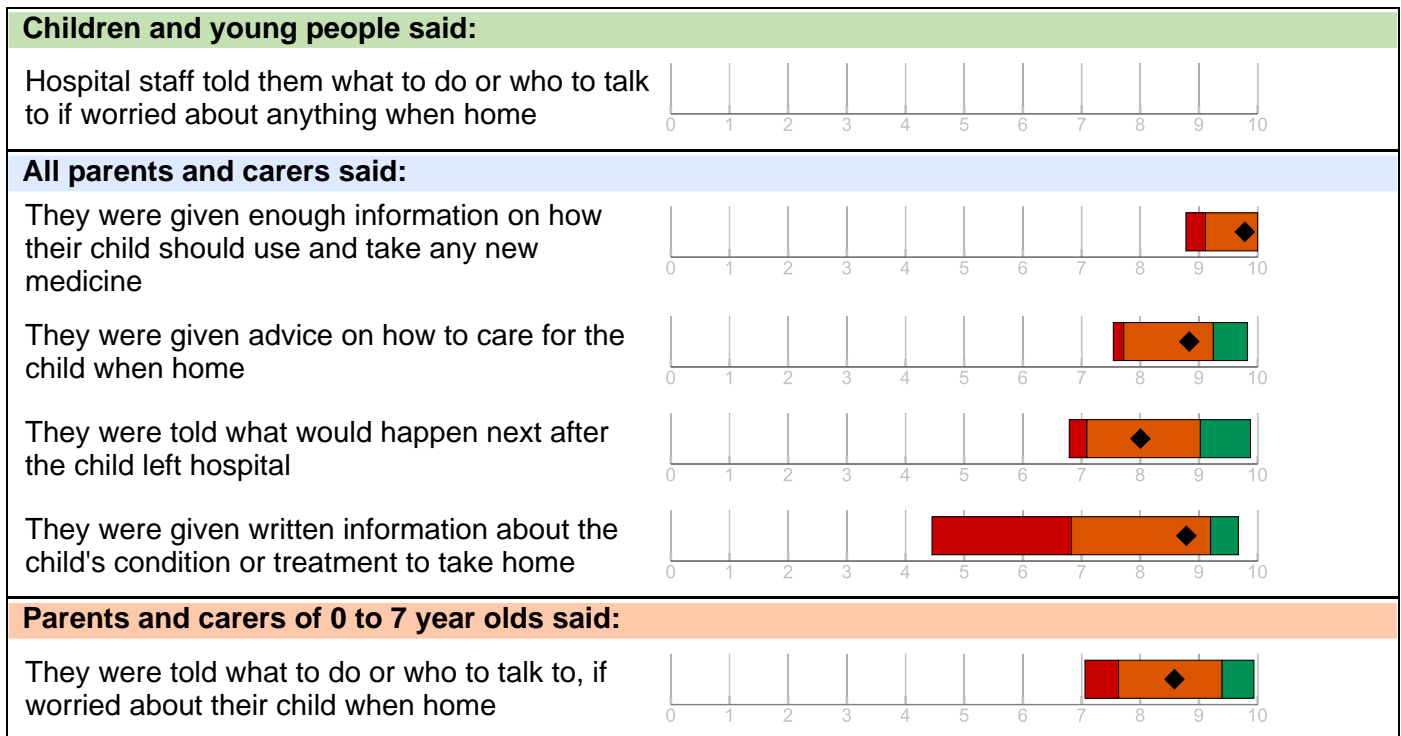 Children and young people said:
Hospital staff told them what to do or who to talk
to if worried about anything when home
0 1 2 3 4 5 6 7 8 9 10
All parents and carers said:
They were given enough information on how
their child should use and take any new
medicine
0 1 2 3 4 5 6 7 8 9 10
They were given advice on how to care for the
child when home
0 1 2 3 4 5 6 7 8 9 10
They were told what would happen next after
the child left hospital
0 1 2 3 4 5 6 7 8 9 10
They were given written information about the
child's condition or treatment to take home
0 1 2 3 4 5 6 7 8 9 10
Parents and carers of 0 to 7 year olds said:
They were told what to do or who to talk to, if
worried about their child when home
0 1 2 3 4 5 6 7 8 9 10